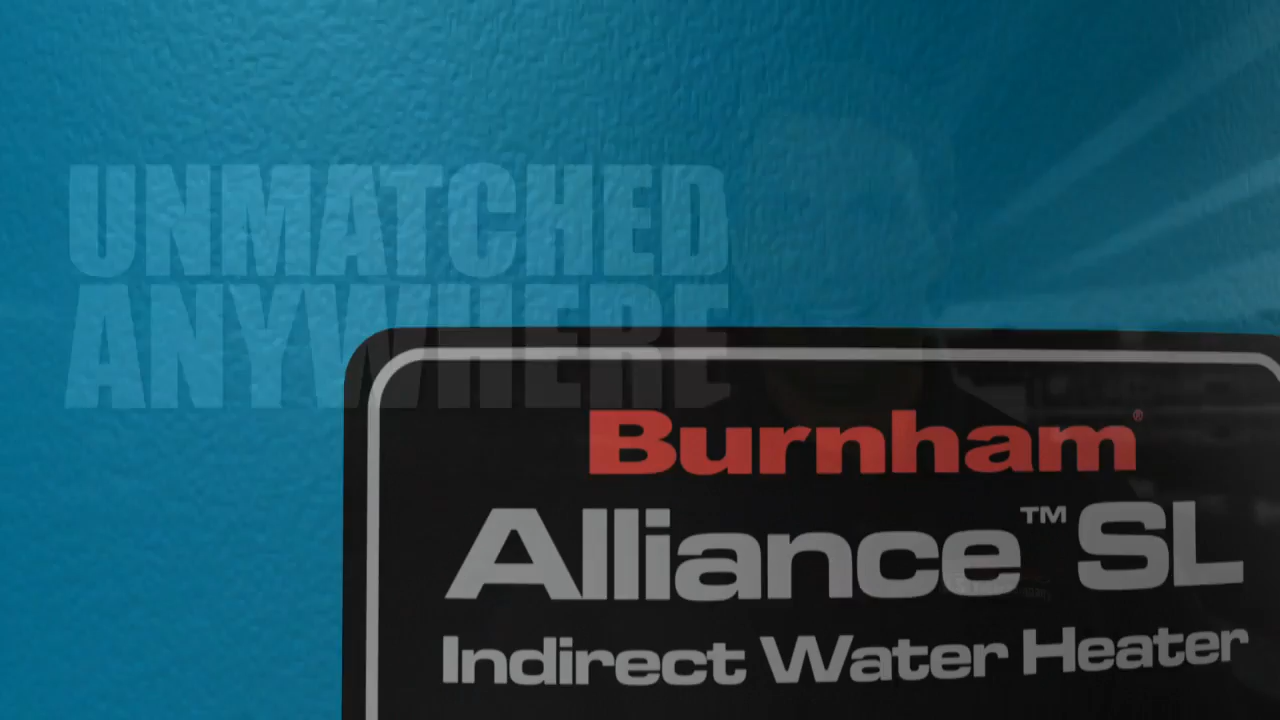 UNMATCHED
ANYWHERE
Burnham®
Alliance™ SL
Indirect Water Heater